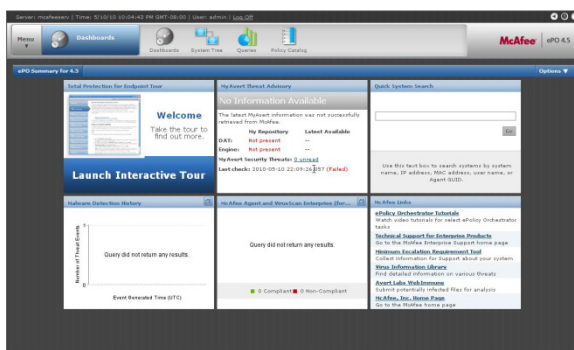 Server: mcafeeserv | Time: 5/10/10 10:04:43 PM GMT-08:00 | User: admin | Log Off
Menu
Dashboards
Dashboards
System Tree
Queries
Policy Catalog
McAfee
ePO 4.5
ePO Summary for 4.5
Options
Total Protection for Endpoint Tour
Welcome
Take the tour to
find out more.
Launch Interactive Tour
MyAvert Threat Advisory
No Information Available
The latest MyAvert information was not successfully
retrieved from McAfee.
My Repository Latest Available
DAT: Not present --
Engine: Not present --
MyAvert Security Threats: 0 unread
Last check: 2010-05-10 22:05:26.957 (Failed)
Quick System Search
Go
Use this text box to search systems by system
name, IP address, MAC address, user name, or
Agent GUID.
Malware Detection History
Number of Threat Events
1
0
Query did not return any results.
Event Generated Time (UTC)
McAfee Agent and VirusScan Enterprise (for...
Query did not return any results.
0 Compliant 0 Non-Compliant
McAfee Links
ePolicy Orchestrator Tutorials
Watch video tutorials for select ePolicy Orchestrator
tasks
Technical Support for Enterprise Products
Go to the McAfee Enterprise Support home page
Minimum Escalation Requirement Tool
Collect information for Support about your system
Virus Information Library
Find detailed information on various threats
Avert Labs WebImmune
Submit potentially infected files for analysis
McAfee, Inc. Home Page
Go to the McAfee home page